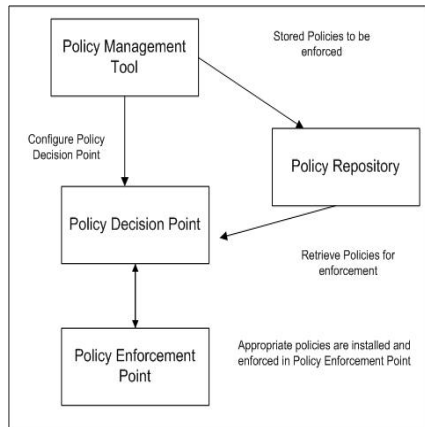 Policy Management
Tool
Stored Policies to be
enforced
Configure Policy
Decision Point
Policy Repository
Policy Decision Point
Retrieve Policies for
enforcement
Policy Enforcement
Point
Appropriate policies are installed and
enforced in Policy Enforcement Point